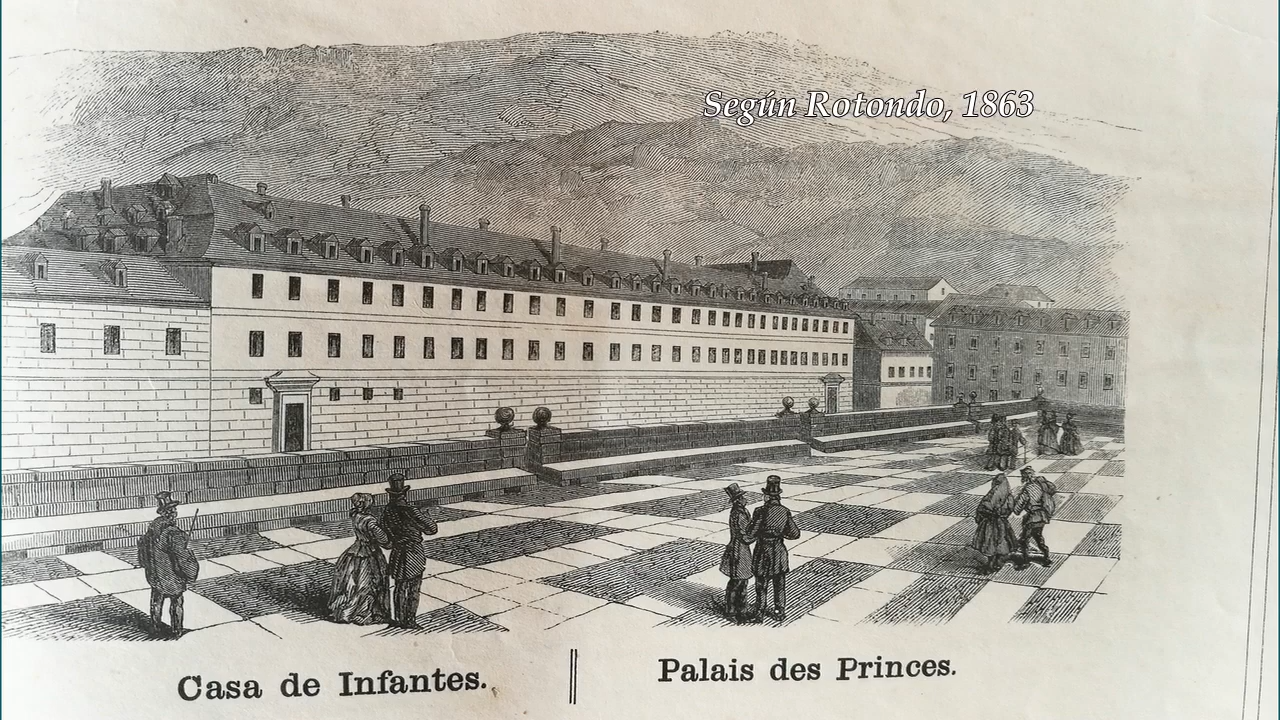 Según Rotondo, 1863
Casa de Infantes.
Palais des Princes.